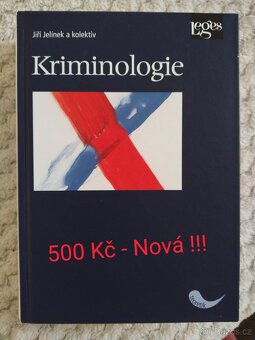 Jiří Jelínek a kolektiv
Leges
Kriminologie
500 Kč - Nová !!!